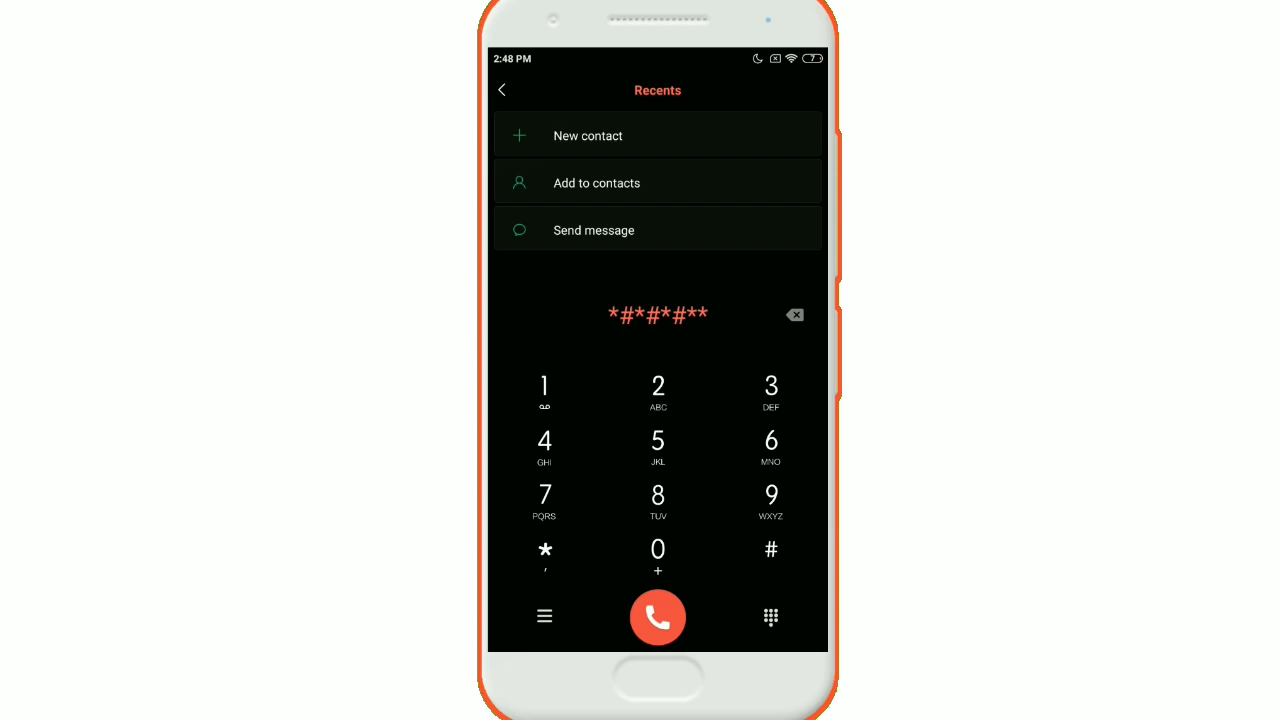 2:48 PM
7
Recents
New contact
Add to contacts
Send message
*#*#*#**
1 2 3
ABC DEF
4 5 6
GHI JKL MNO
7 8 9
PQRS TUV WXYZ
* 0 #
, +